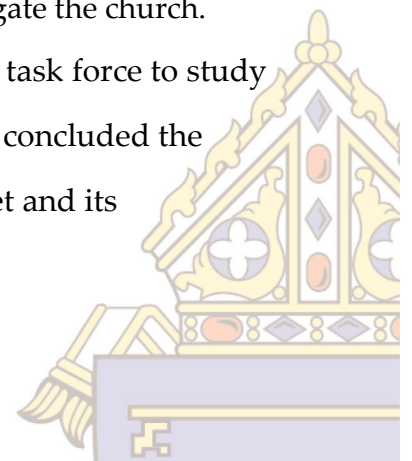 gate the church.
task force to study
concluded the
et and its